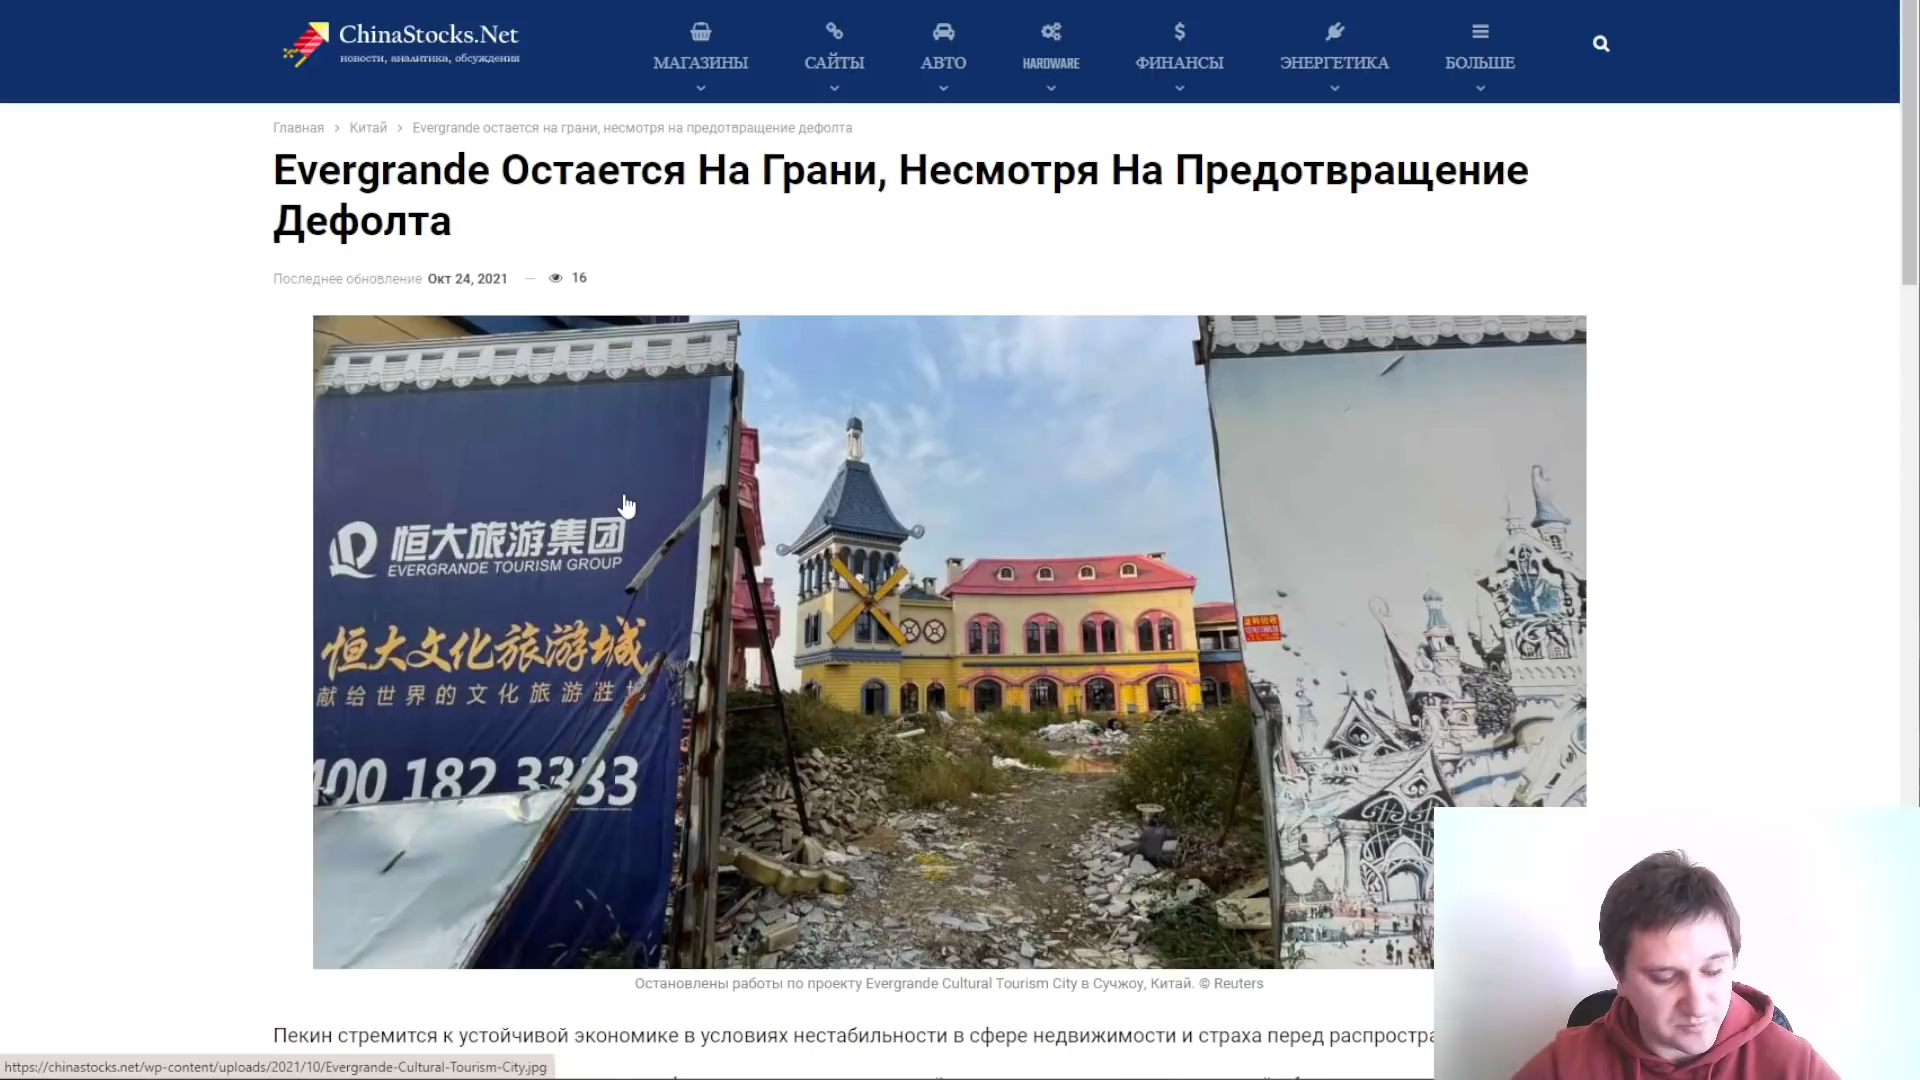 ChinaStocks.Net
новости, аналитика, обсуждения
МАГАЗИНЫ
САЙТЫ
АВТО
HARDWARE
ФИНАНСЫ
ЭНЕРГЕТИКА
БОЛЬШЕ
Главная > Китай > Evergrande остается на грани, несмотря на предотвращение дефолта
Evergrande Остается На Грани, Несмотря На Предотвращение
Дефолта
Последнее обновление Окт 24, 2021 — 16
恒大旅游集团
EVERGRANDE TOURISM GROUP
恒大文化旅游城
献给世界的文化旅游胜
400 182 3333
Остановлены работы по проекту Evergrande Cultural Tourism City в Сучжоу, Китай. © Reuters
Пекин стремится к устойчивой экономике в условиях нестабильности в сфере недвижимости и страха перед распростра
https://chinastocks.net/wp-content/uploads/2021/10/Evergrande-Cultural-Tourism-City.jpg